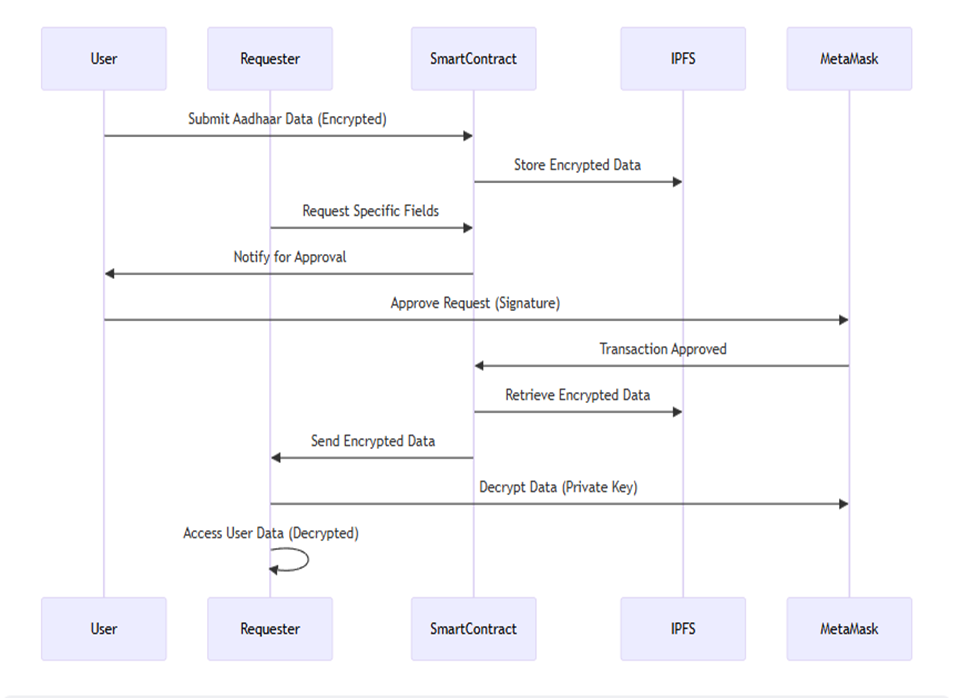 User
Requester
SmartContract
IPFS
MetaMask
Submit Aadhaar Data (Encrypted)
Store Encrypted Data
Request Specific Fields
Notify for Approval
Approve Request (Signature)
Transaction Approved
Retrieve Encrypted Data
Send Encrypted Data
Decrypt Data (Private Key)
Access User Data (Decrypted)
User
Requester
SmartContract
IPFS
MetaMask